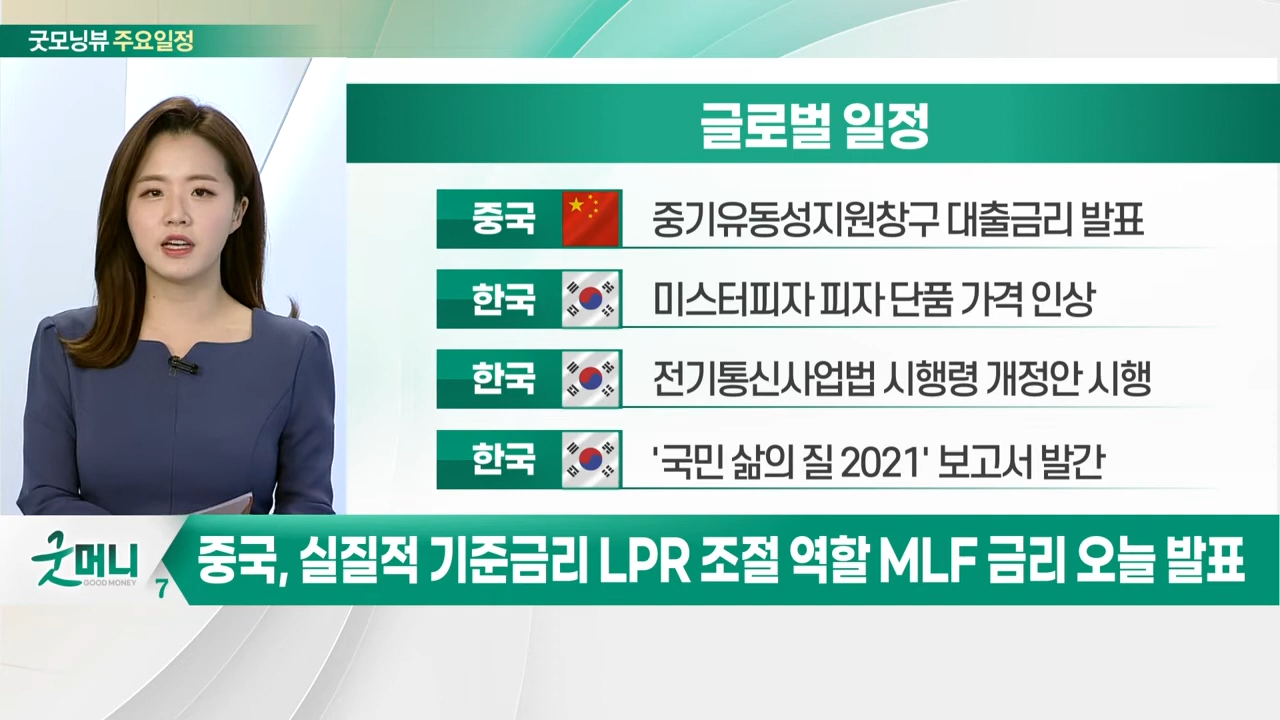 굿모닝뷰 주요일정
글로벌 일정
중국 중기유동성지원창구 대출금리 발표
한국 미스터피자 피자 단품 가격 인상
한국 전기통신사업법 시행령 개정안 시행
한국 '국민 삶의 질 2021' 보고서 발간
굿머니
GOOD MONEY
7
중국, 실질적 기준금리 LPR 조절 역할 MLF 금리 오늘 발표